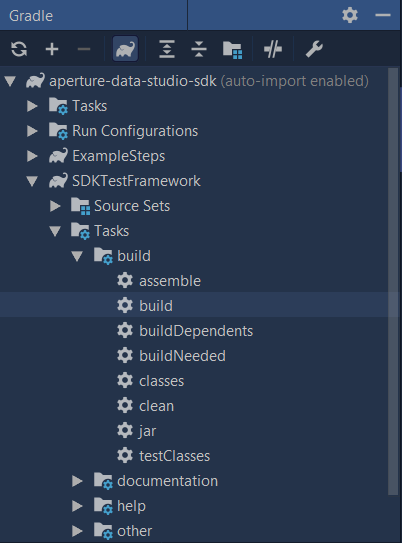 Gradle
aperture-data-studio-sdk (auto-import enabled)
Tasks
Run Configurations
ExampleSteps
SDKTestFramework
Source Sets
Tasks
build
assemble
build
buildDependents
buildNeeded
classes
clean
jar
testClasses
documentation
help
other